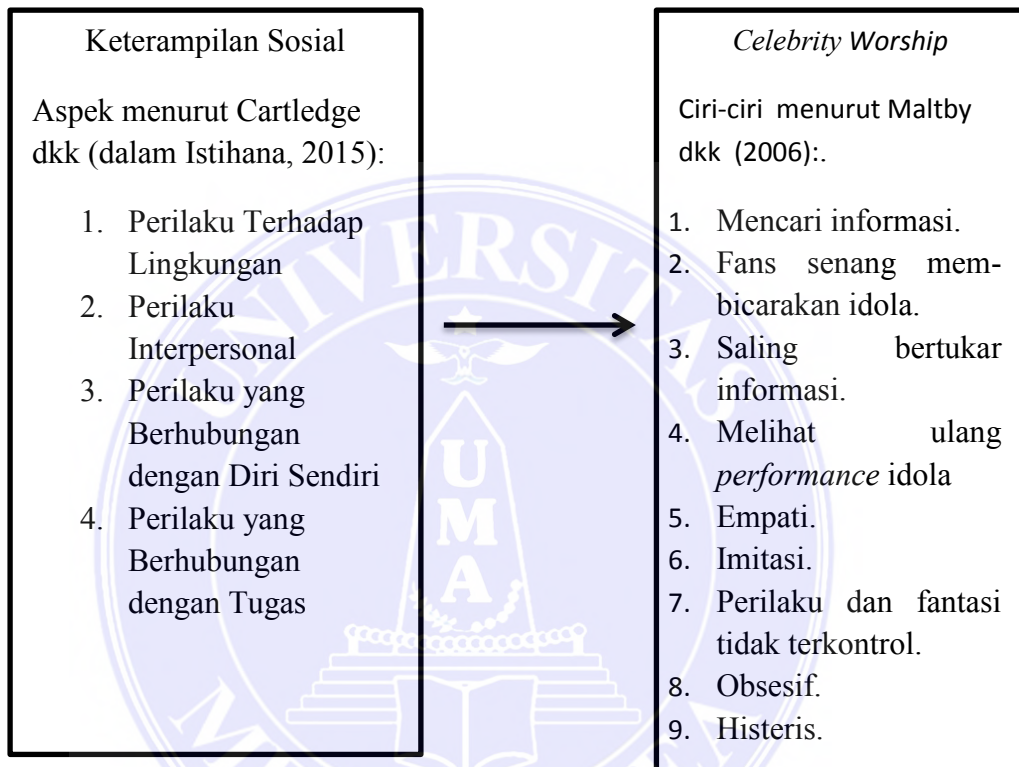 Keterampilan Sosial
Aspek menurut Cartledge
dkk (dalam Istihana, 2015):
1. Perilaku Terhadap
Lingkungan
2. Perilaku
Interpersonal
3. Perilaku yang
Berhubungan
dengan Diri Sendiri
4. Perilaku yang
Berhubungan
dengan Tugas
Celebrity Worship
Ciri-ciri menurut Maltby
dkk (2006):.
1. Mencari informasi.
2. Fans senang mem-
bicarakan idola.
3. Saling bertukar
informasi.
4. Melihat ulang
performance idola
5. Empati.
6. Imitasi.
7. Perilaku dan fantasi
tidak terkontrol.
8. Obsesif.
9. Histeris.
UNIVERSITAS
UMA